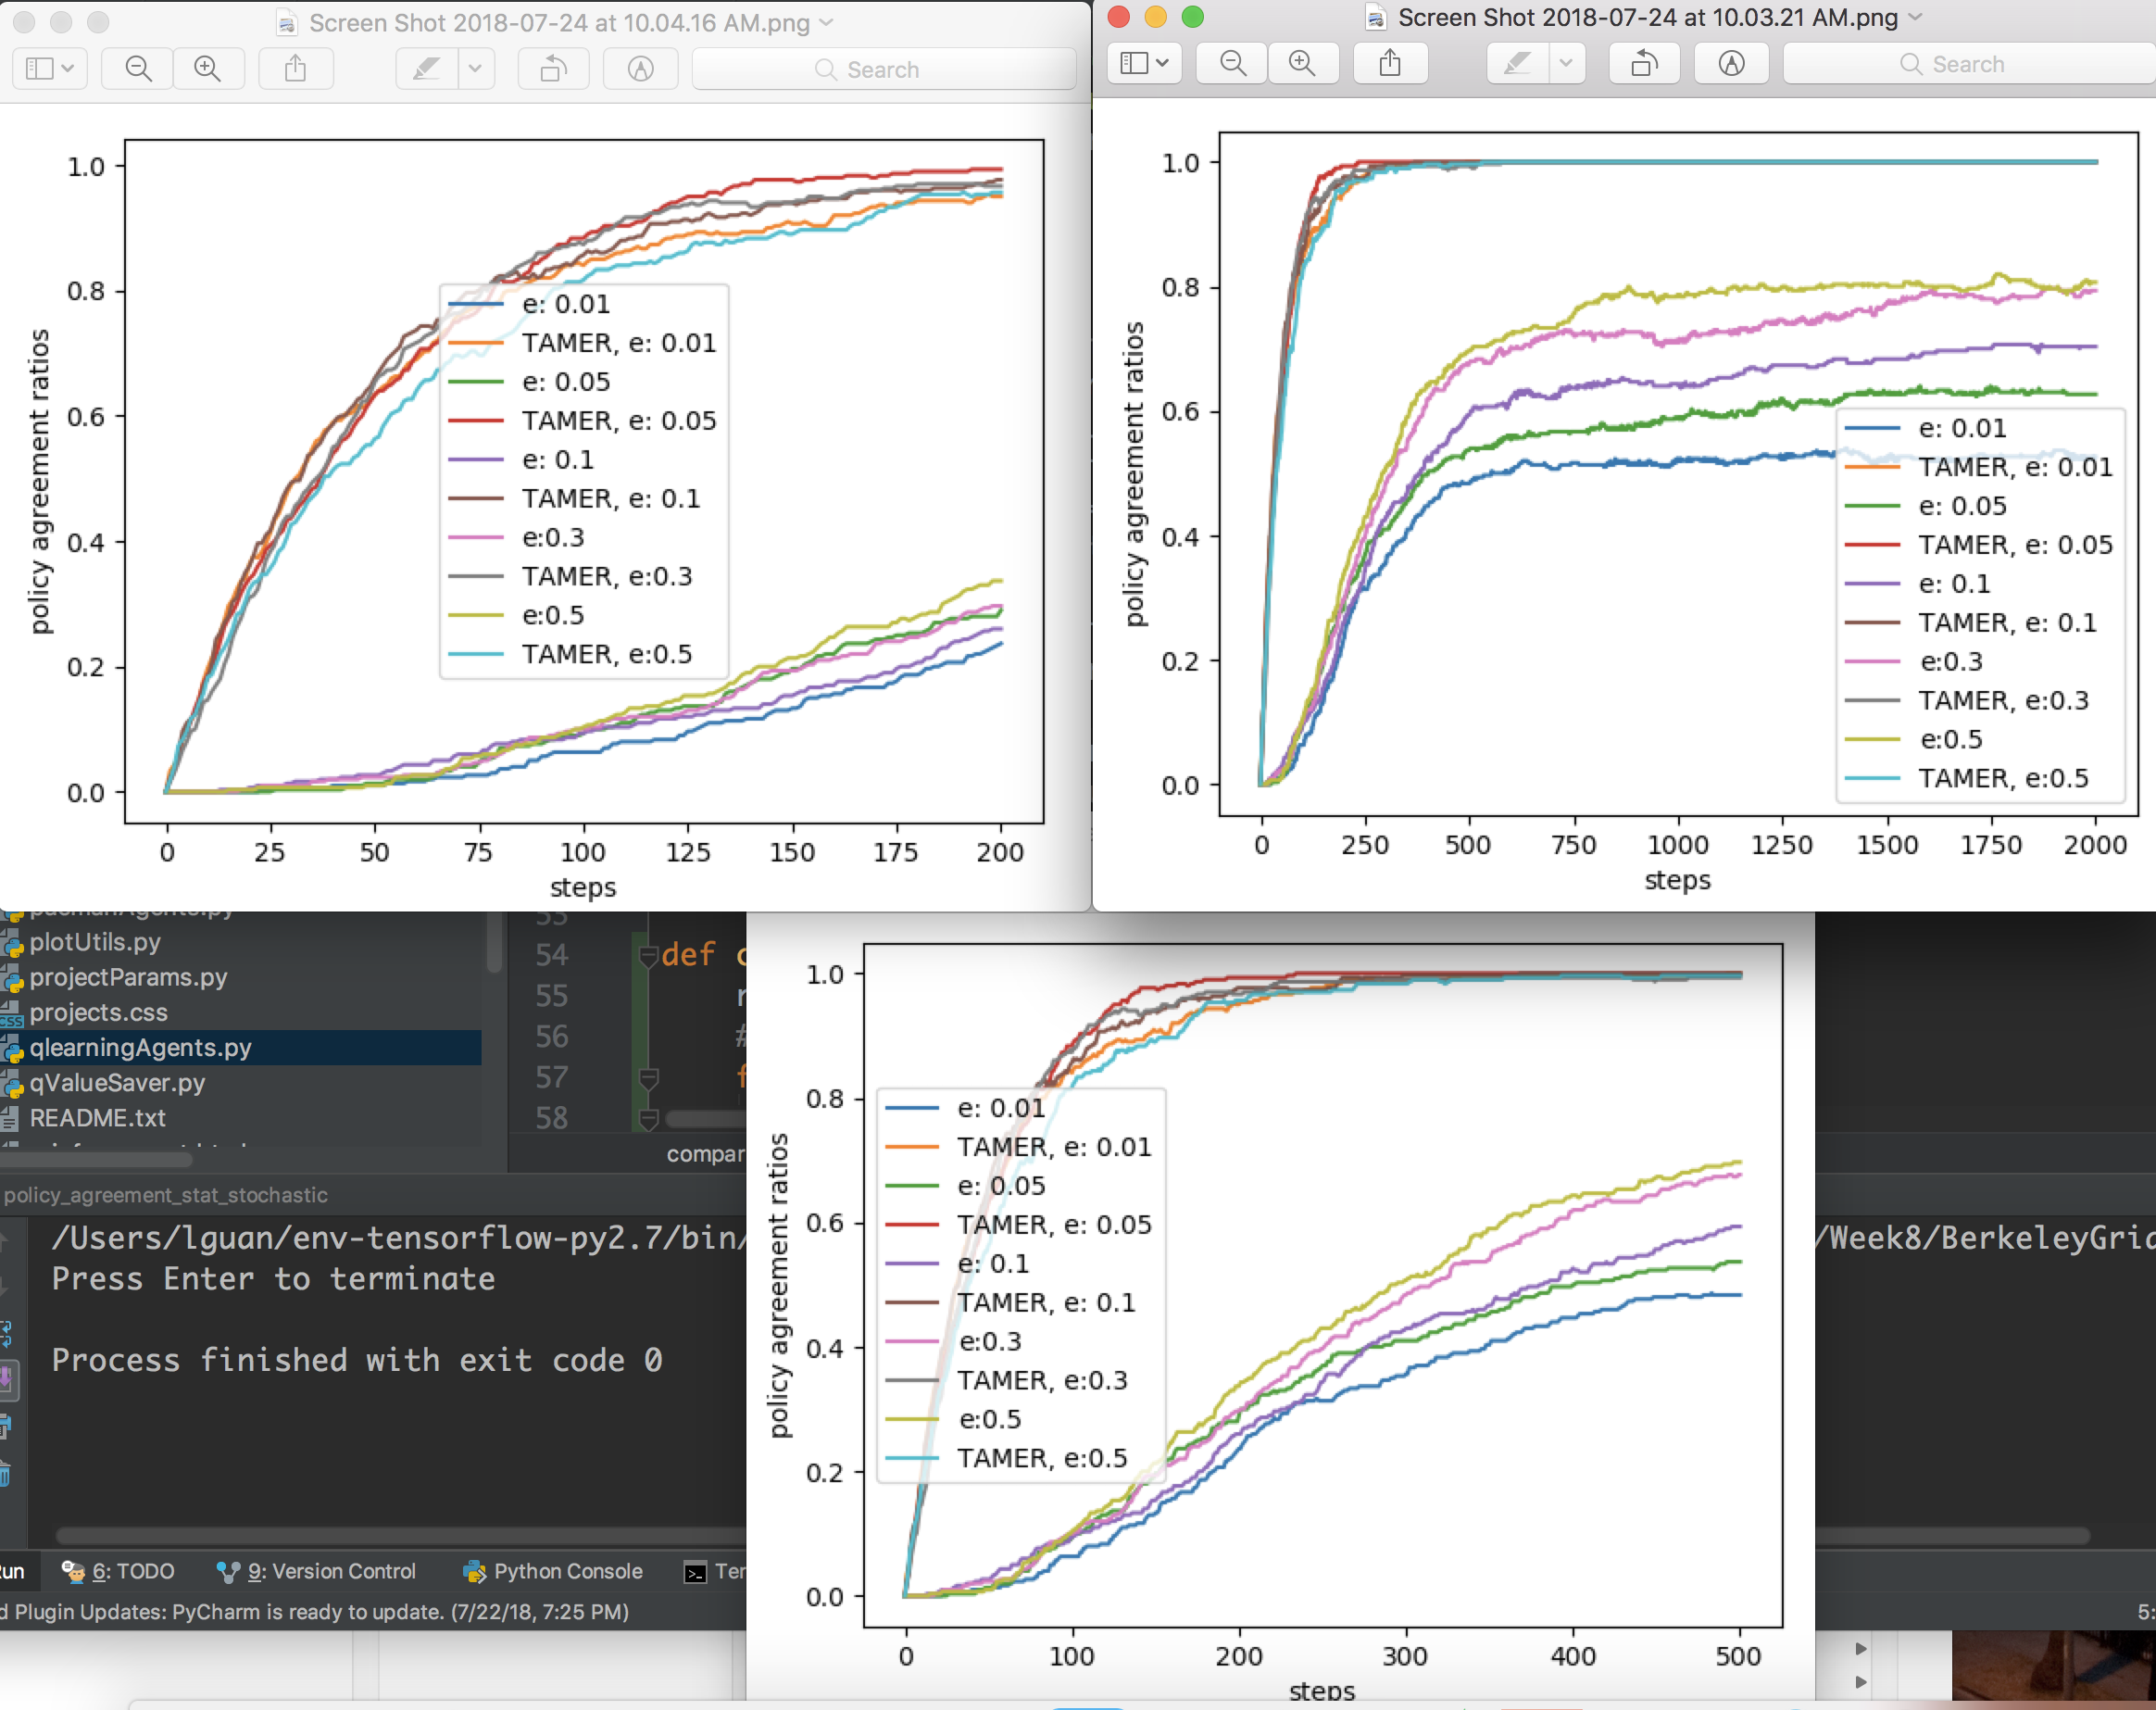 Screen Shot 2018-07-24 at 10.04.16 AM.png
Search
1.0
0.8
0.6
0.4
0.2
0.0
policy agreement ratios
e: 0.01
TAMER, e: 0.01
e: 0.05
TAMER, e: 0.05
e: 0.1
TAMER, e: 0.1
e:0.3
TAMER, e:0.3
e:0.5
TAMER, e:0.5
0 25 50 75 100 125 150 175 200
steps
Screen Shot 2018-07-24 at 10.03.21 AM.png
Search
1.0
0.8
0.6
0.4
0.2
0.0
policy agreement ratios
e: 0.01
TAMER, e: 0.01
e: 0.05
TAMER, e: 0.05
e: 0.1
TAMER, e: 0.1
e:0.3
TAMER, e:0.3
e:0.5
TAMER, e:0.5
0 250 500 750 1000 1250 1500 1750 2000
steps
pacmanAgents.py
plotUtils.py
projectParams.py
projects.css
qlearningAgents.py
qValueSaver.py
README.txt
53
54 def c
55 r
56 #
57 f
58
compar
policy_agreement_stat_stochastic
/Users/lguan/env-tensorflow-py2.7/bin/
/Week8/BerkeleyGrid
Press Enter to terminate
Process finished with exit code 0
un
6: TODO
9: Version Control
Python Console
Ter
d Plugin Updates: PyCharm is ready to update. (7/22/18, 7:25 PM)
5:
1.0
0.8
0.6
0.4
0.2
0.0
policy agreement ratios
e: 0.01
TAMER, e: 0.01
e: 0.05
TAMER, e: 0.05
e: 0.1
TAMER, e: 0.1
e:0.3
TAMER, e:0.3
e:0.5
TAMER, e:0.5
0 100 200 300 400 500
steps